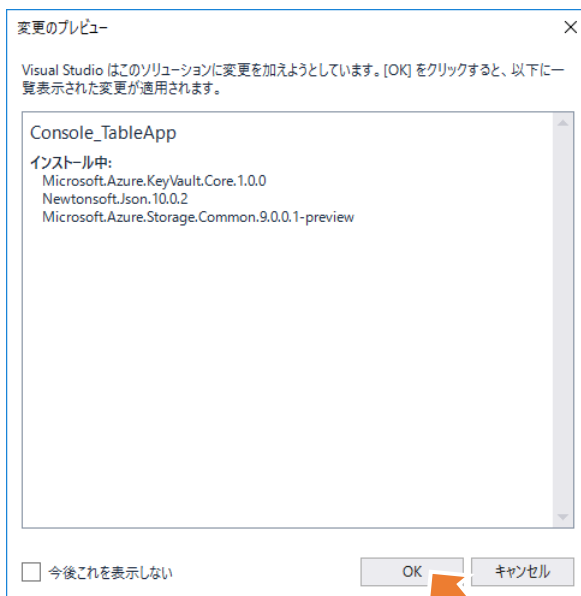 変更のプレビュー
Visual Studio はこのソリューションに変更を加えようとしています。[OK] をクリックすると、以下に一
覧表示された変更が適用されます。
Console_TableApp
インストール中:
Microsoft.Azure.KeyVault.Core.1.0.0
Newtonsoft.Json.10.0.2
Microsoft.Azure.Storage.Common.9.0.0.1-preview
今後これを表示しない
OK
キャンセル